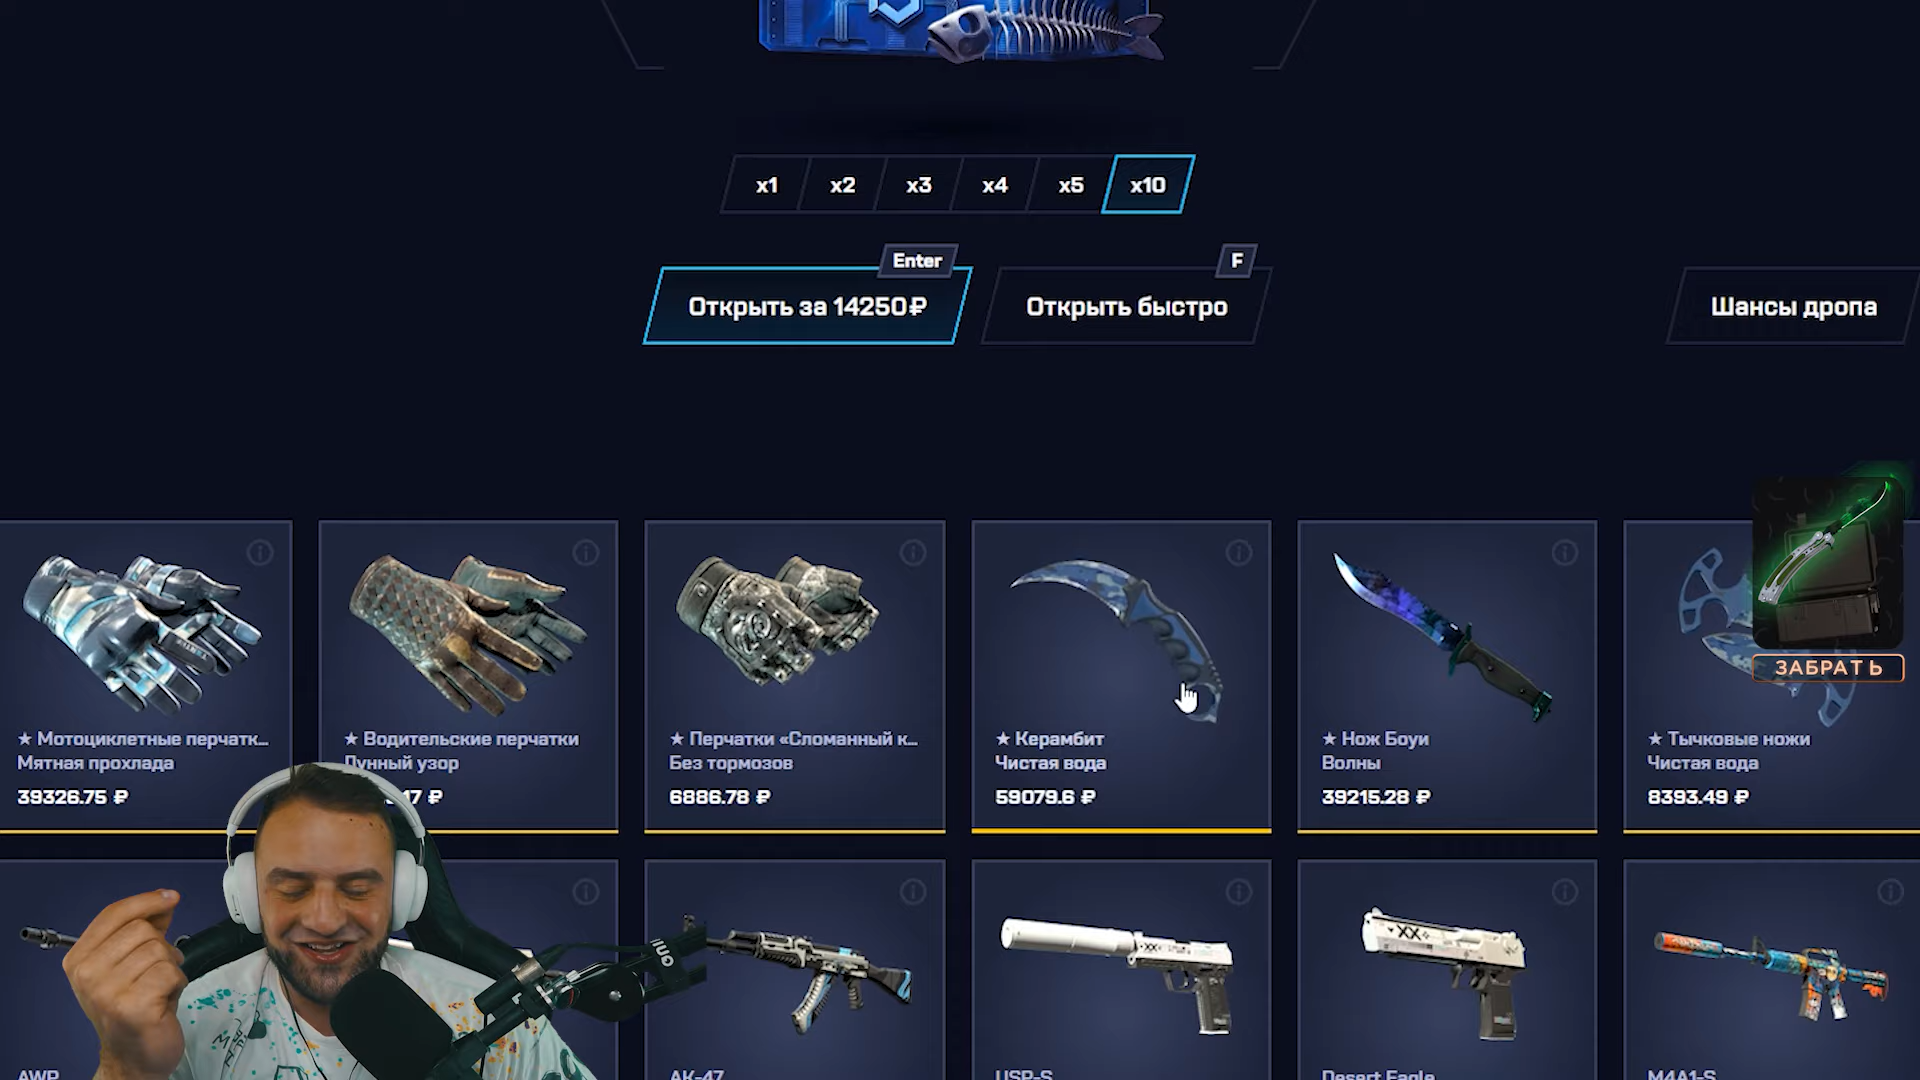 x1
x2
x3
x4
x5
x10
Enter
F
Открыть за 14250₽
Открыть быстро
Шансы дропа
★ Мотоциклетные перчатк...
Мятная прохлада
39326.75 ₽
★ Водительские перчатки
Лунный узор
17 ₽
★ Перчатки «Сломанный к...
Без тормозов
6886.78 ₽
★ Керамбит
Чистая вода
59079.6 ₽
★ Нож Боуи
Волны
39215.28 ₽
★ Тычковые ножи
Чистая вода
8393.49 ₽
ЗАБРАТЬ
AWP
AK-47
USP-S
Desert Eagle
M4A1-S